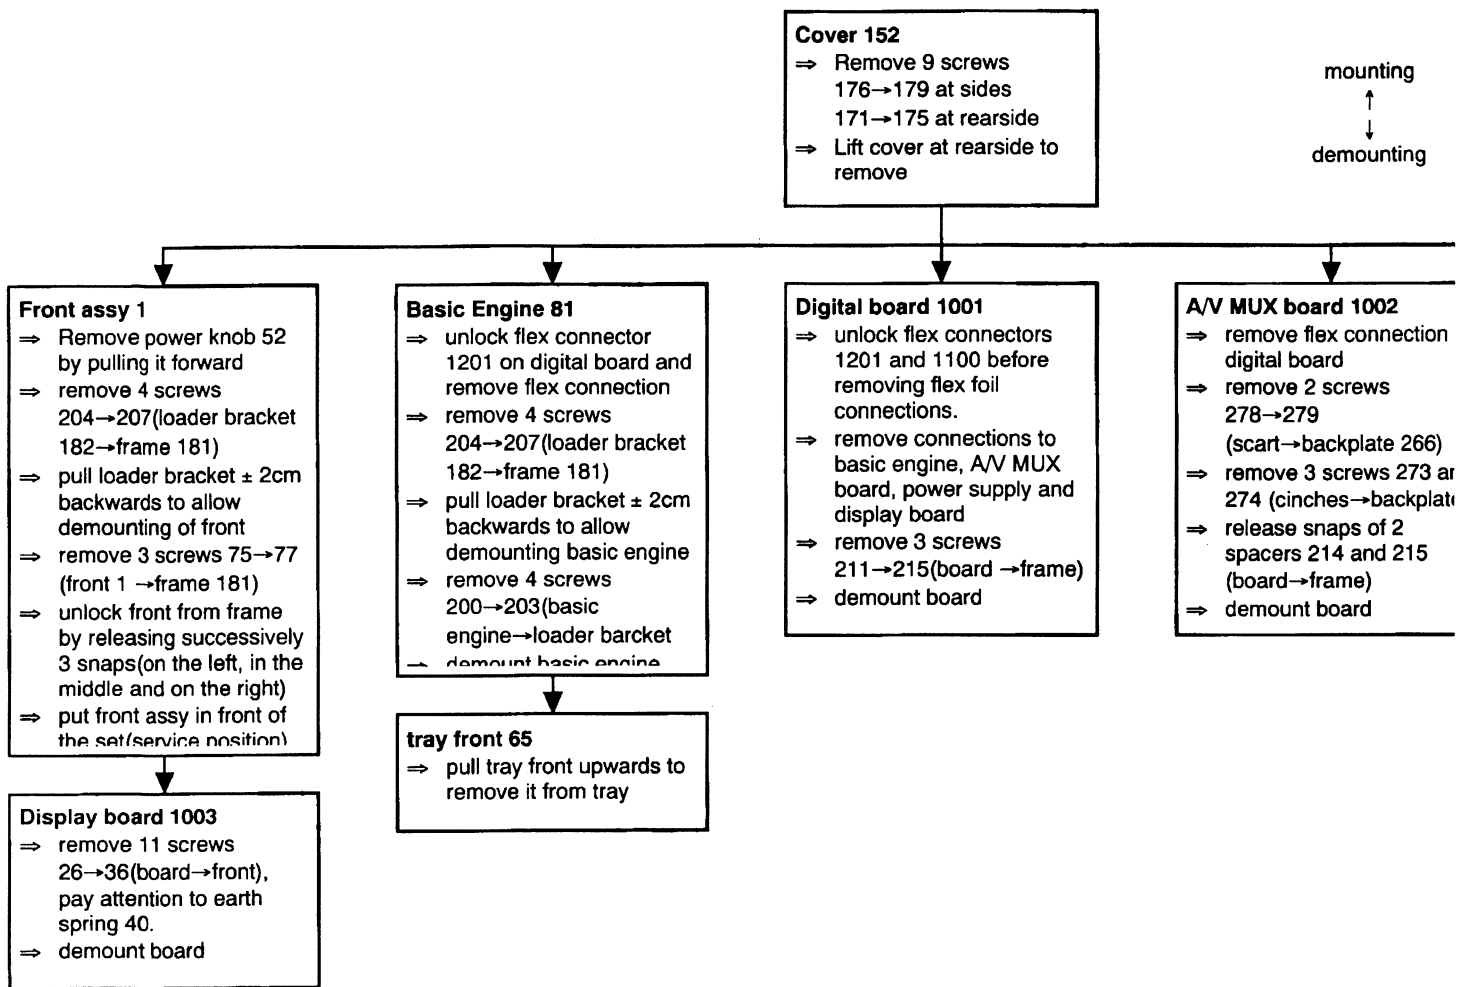 Cover 152
⇒ Remove 9 screws
176→179 at sides
171→175 at rearside
⇒ Lift cover at rearside to
remove
mounting
demounting
Front assy 1
⇒ Remove power knob 52
by pulling it forward
⇒ remove 4 screws
204→207(loader bracket
182→frame 181)
⇒ pull loader bracket ± 2cm
backwards to allow
demounting of front
⇒ remove 3 screws 75→77
(front 1 →frame 181)
⇒ unlock front from frame
by releasing successively
3 snaps(on the left, in the
middle and on the right)
⇒ put front assy in front of
the set(service position)
Display board 1003
⇒ remove 11 screws
26→36(board→front),
pay attention to earth
spring 40.
⇒ demount board
Basic Engine 81
⇒ unlock flex connector
1201 on digital board and
remove flex connection
⇒ remove 4 screws
204→207(loader bracket
182→frame 181)
⇒ pull loader bracket ± 2cm
backwards to allow
demounting basic engine
⇒ remove 4 screws
200→203(basic
engine→loader barcket
⇒ demount basic engine
tray front 65
⇒ pull tray front upwards to
remove it from tray
Digital board 1001
⇒ unlock flex connectors
1201 and 1100 before
removing flex foil
connections.
⇒ remove connections to
basic engine, A/V MUX
board, power supply and
display board
⇒ remove 3 screws
211→215(board →frame)
⇒ demount board
A/V MUX board 1002
⇒ remove flex connection
digital board
⇒ remove 2 screws
278→279
(scart→backplate 266)
⇒ remove 3 screws 273
274 (cinches→backplate
⇒ release snaps of 2
spacers 214 and 215
(board→frame)
⇒ demount board